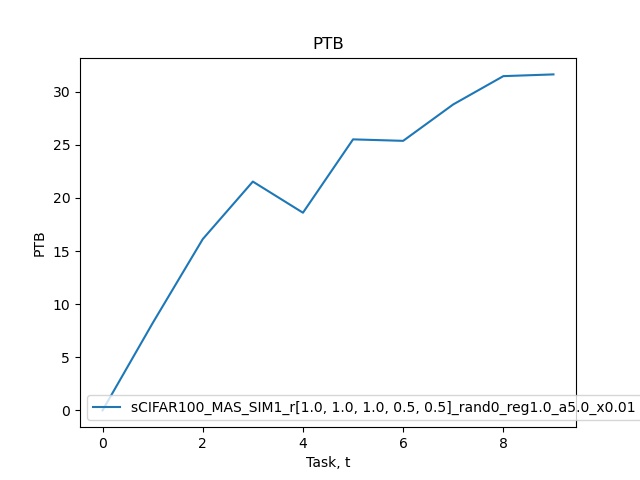 PTB
30
25
20
15
10
5
0
PTB
sCIFAR100_MAS_SIM1_r[1.0, 1.0, 1.0, 0.5, 0.5]_rand0_reg1.0_a5.0_x0.01
0 2 4 6 8
Task, t